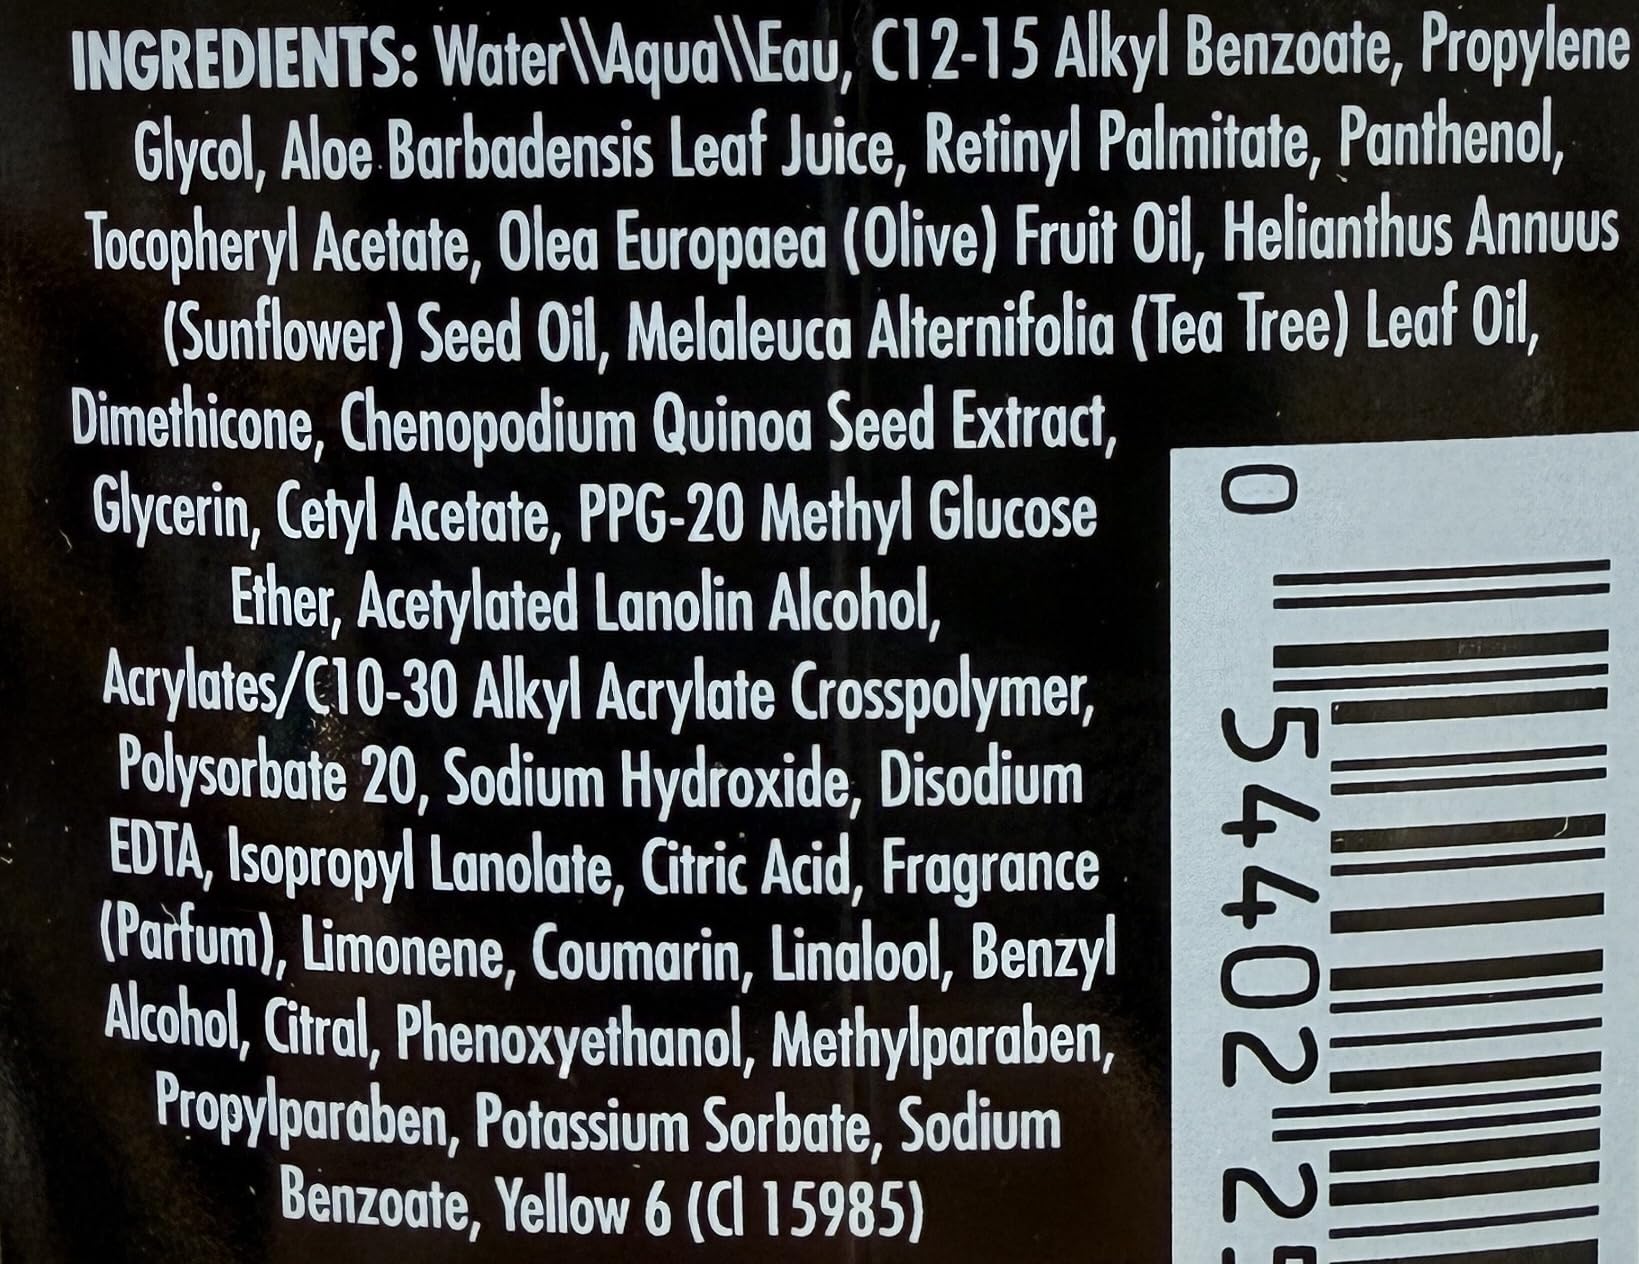 INGREDIENTS: Water\\Aqua\\Eau, C12-15 Alkyl Benzoate, Propylene
Glycol, Aloe Barbadensis Leaf Juice, Retinyl Palmitate, Panthenol,
Tocopheryl Acetate, Olea Europaea (Olive) Fruit Oil, Helianthus Annuus
(Sunflower) Seed Oil, Melaleuca Alternifolia (Tea Tree) Leaf Oil,
Dimethicone, Chenopodium Quinoa Seed Extract,
Glycerin, Cetyl Acetate, PPG-20 Methyl Glucose
Ether, Acetylated Lanolin Alcohol,
Acrylates/C10-30 Alkyl Acrylate Crosspolymer,
Polysorbate 20, Sodium Hydroxide, Disodium
EDTA, Isopropyl Lanolate, Citric Acid, Fragrance
(Parfum), Limonene, Coumarin, Linalool, Benzyl
Alcohol, Citral, Phenoxyethanol, Methylparaben,
Propylparaben, Potassium Sorbate, Sodium
Benzoate, Yellow 6 (CI 15985)
0 54402 2